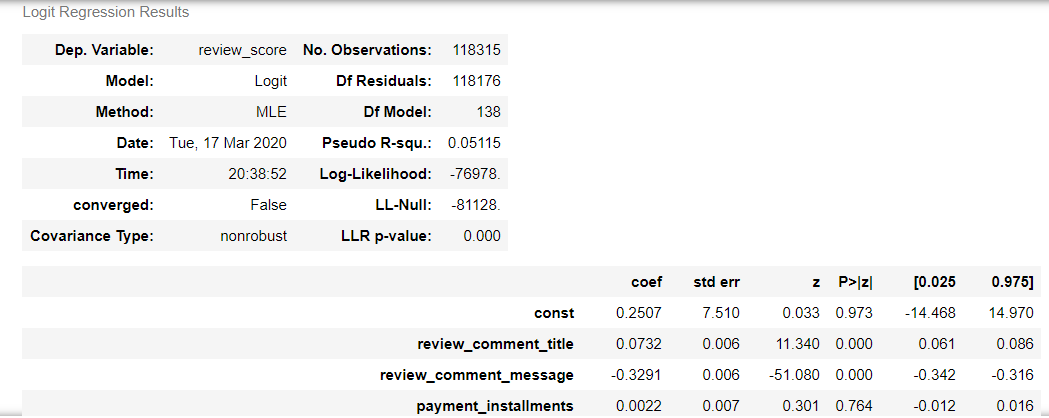 Logit Regression Results
Dep. Variable: review_score No. Observations: 118315
Model: Logit Df Residuals: 118176
Method: MLE Df Model: 138
Date: Tue, 17 Mar 2020 Pseudo R-squ.: 0.05115
Time: 20:38:52 Log-Likelihood: -76978.
converged: False LL-Null: -81128.
Covariance Type: nonrobust LLR p-value: 0.000
coef std err z P>|z| [0.025 0.975]
const 0.2507 7.510 0.033 0.973 -14.468 14.970
review_comment_title 0.0732 0.006 11.340 0.000 0.061 0.086
review_comment_message -0.3291 0.006 -51.080 0.000 -0.342 -0.316
payment_installments 0.0022 0.007 0.301 0.764 -0.012 0.016